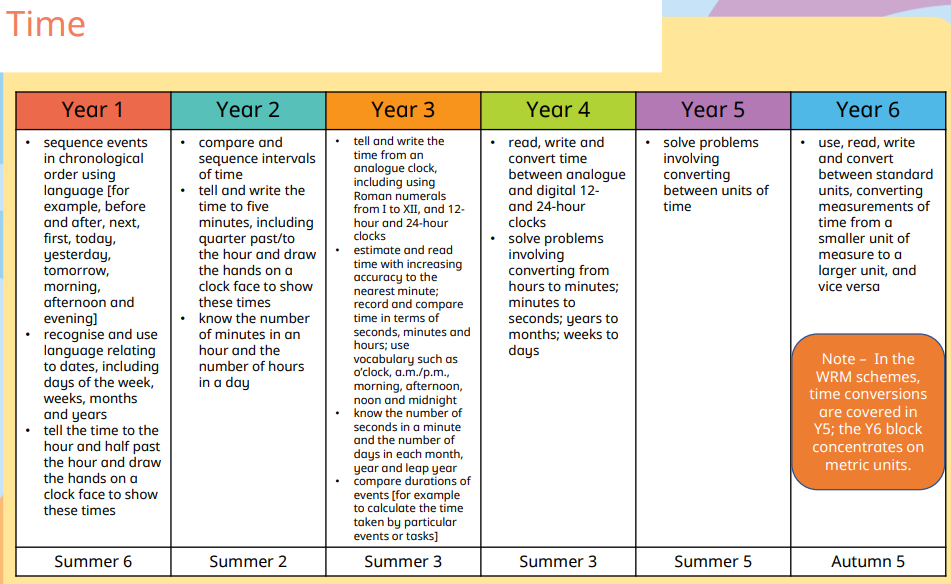 Time
Year 1
Year 2
Year 3
Year 4
Year 5
Year 6
• sequence events
in chronological
order using
language [for
example, before
and after, next,
first, today,
yesterday,
tomorrow,
morning,
afternoon and
evening]
• recognise and use
language relating
to dates, including
days of the week,
weeks, months
and years
• tell the time to the
hour and half past
the hour and draw
the hands on a
clock face to show
these times
• compare and
sequence intervals
of time
• tell and write the
time to five
minutes, including
quarter past/to
the hour and draw
the hands on a
clock face to show
these times
• know the number
of minutes in an
hour and the
number of hours
in a day
• tell and write the
time from an
analogue clock,
including using
Roman numerals
from I to XII, and 12-
hour and 24-hour
clocks
• estimate and read
time with increasing
accuracy to the
nearest minute;
record and compare
time in terms of
seconds, minutes and
hours; use
vocabulary such as
o’clock, a.m./p.m.,
morning, afternoon,
noon and midnight
• know the number of
seconds in a minute
and the number of
days in each month,
year and leap year
• compare durations of
events [for example
to calculate the time
taken by particular
events or tasks]
• read, write and
convert time
between analogue
and digital 12-
and 24-hour
clocks
• solve problems
involving
converting from
hours to minutes;
minutes to
seconds; years to
months; weeks to
days
• solve problems
involving
converting
between units of
time
• use, read, write
and convert
between standard
units, converting
measurements of
time from a
smaller unit of
measure to a
larger unit, and
vice versa
Note – In the
WRM schemes,
time conversions
are covered in
Y5; the Y6 block
concentrates on
metric units.
Summer 6
Summer 2
Summer 3
Summer 3
Summer 5
Autumn 5